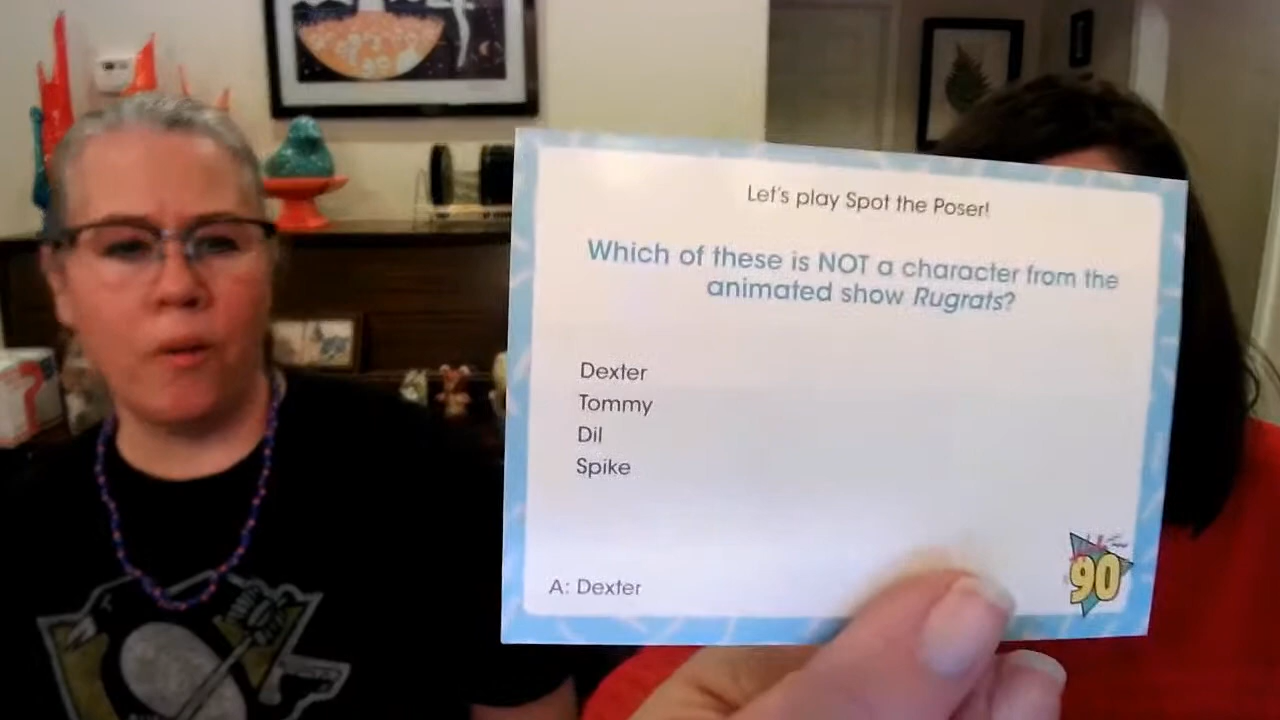 Let's play Spot the Poser!
Which of these is NOT a character from the
animated show Rugrats?
Dexter
Tommy
Dil
Spike
A: Dexter
90